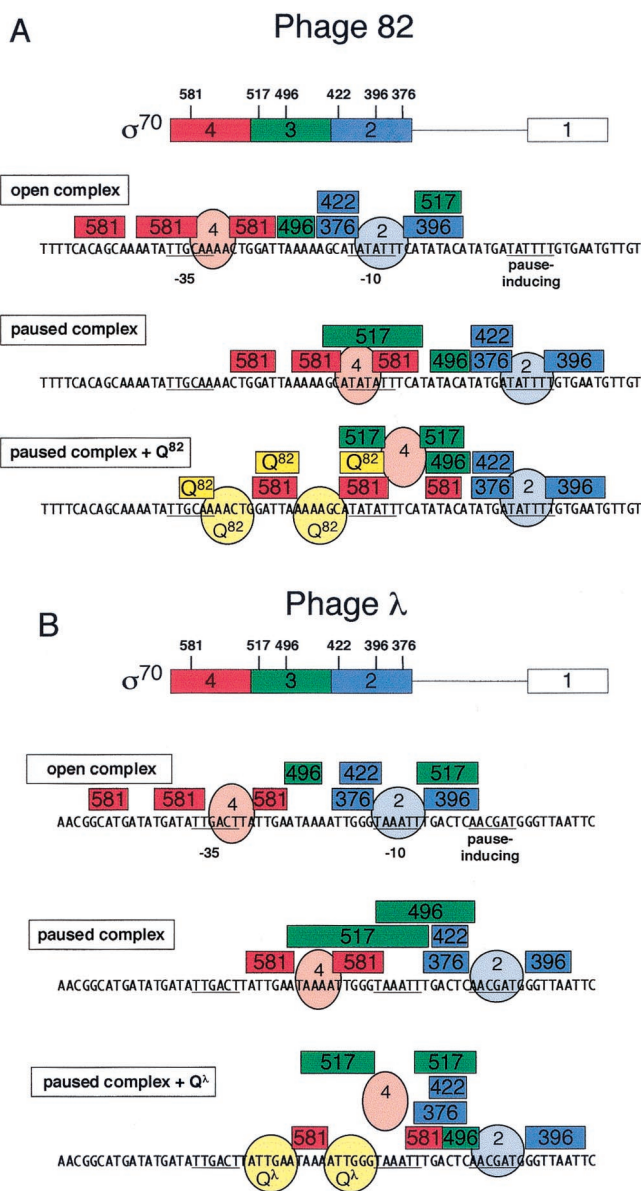 A
Phage 82
581 517 496 422 396 376
σ⁷⁰ 4 3 2 1
open complex
422 517
581 581 4 581 496 376 2 396
TTTTCACAGCAAAATATTGCAAAACTGGATTAAAAAGCATATATTTCATATACATATGATATTTTGTGAATGTTGT
-35 -10 pause-
inducing
paused complex
517 422
581 581 4 581 496 376 2 396
TTTTCACAGCAAAATATTGCAAAACTGGATTAAAAAGCATATATTTCATATACATATGATATTTTGTGAATGTTGT
paused complex + Q⁸²
517 4 517
Q⁸² Q⁸² 496 422
Q⁸² 581 581 581 376 2 396
TTTTCACAGCAAAATATTGCAAAACTGGATTAAAAAGCATATATTTCATATACATATGATATTTTGTGAATGTTGT
Q⁸² Q⁸²
B
Phage λ
581 517 496 422 396 376
σ⁷⁰ 4 3 2 1
open complex
496 422 517
581 581 4 581 376 2 396
AACGGCATGATATGATATTGACTTATTGAATAAAATTGGGTAAATTTGACTCAACGATGGGTTAATTC
-35 -10 pause-
inducing
paused complex
496
517 422
581 4 581 376 2 396
AACGGCATGATATGATATTGACTTATTGAATAAAATTGGGTAAATTTGACTCAACGATGGGTTAATTC
paused complex + Q^λ
517 517
4 422
376
581 581 496 2 396
AACGGCATGATATGATATTGACTTATTGAATAAAATTGGGTAAATTTGACTCAACGATGGGTTAATTC
Q^λ Q^λ